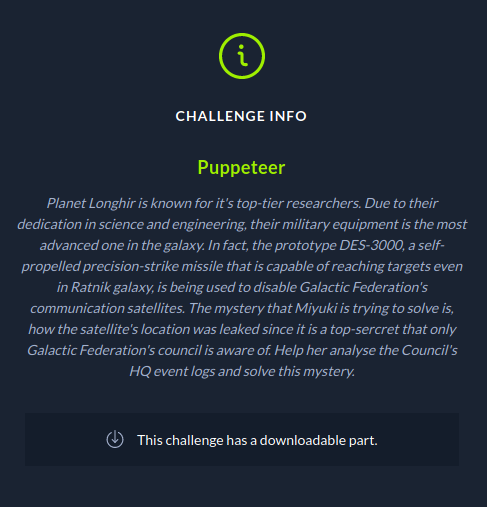 CHALLENGE INFO
Puppeteer
Planet Longhir is known for it's top-tier researchers. Due to their
dedication in science and engineering, their military equipment is the most
advanced one in the galaxy. In fact, the prototype DES-3000, a self-
propelled precision-strike missile that is capable of reaching targets even
in Ratnik galaxy, is being used to disable Galactic Federation's
communication satellites. The mystery that Miyuki is trying to solve is,
how the satellite's location was leaked since it is a top-sercret that only
Galactic Federation's council is aware of. Help her analyse the Council's
HQ event logs and solve this mystery.
This challenge has a downloadable part.